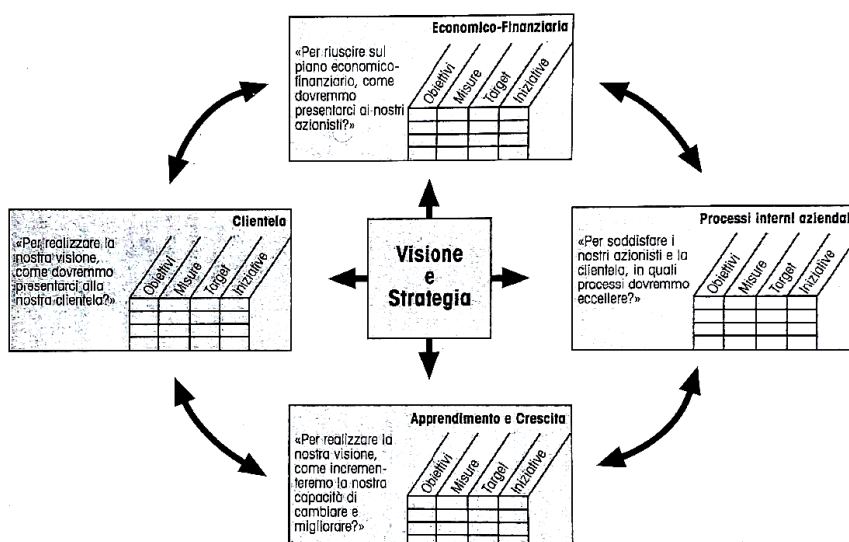 Economico-Finanziaria
«Per riuscire sul
piano economico-
finanziario, come
dovremmo
presentarci ai nostri
azionisti?»
Obiettivi
Misure
Target
Iniziative
Clientela
«Per realizzare la
nostra visione,
come dovremmo
presentarci alla
nostra clientela?»
Obiettivi
Misure
Target
Iniziative
Visione
e
Strategia
Processi interni aziendali
«Per soddisfare i
nostri azionisti e la
clientela, in quali
processi dovremmo
eccellere?»
Obiettivi
Misure
Target
Iniziative
Apprendimento e Crescita
«Per realizzare la
nostra visione,
come incremen-
teremo la nostra
capacità di
cambiare e
migliorare?»
Obiettivi
Misure
Target
Iniziative